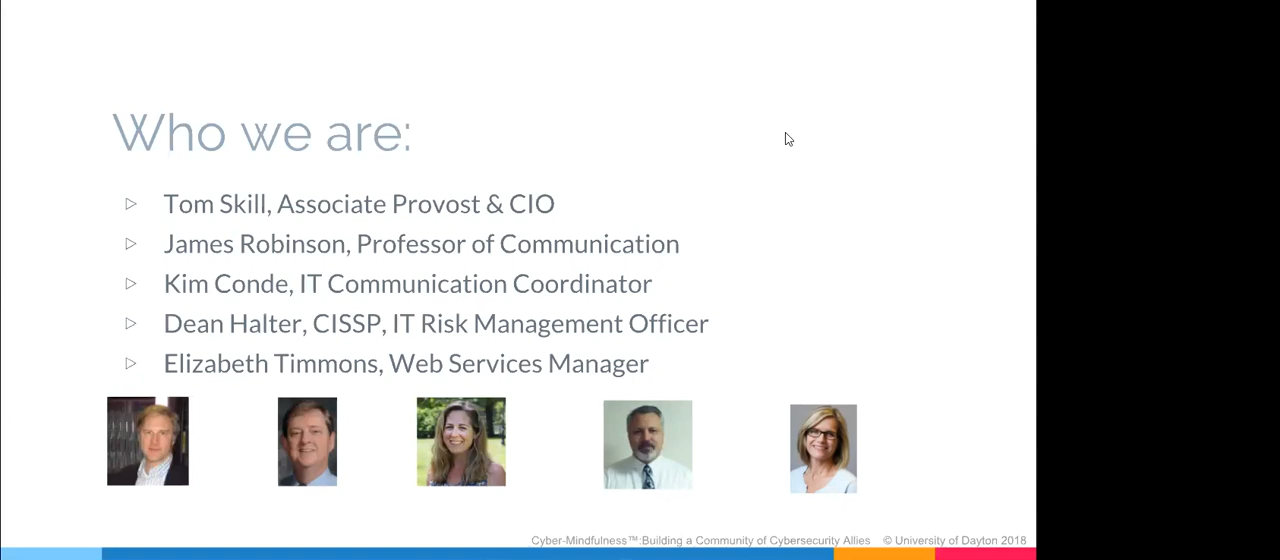 Who we are:
Tom Skill, Associate Provost & CIO
James Robinson, Professor of Communication
Kim Conde, IT Communication Coordinator
Dean Halter, CISSP, IT Risk Management Officer
Elizabeth Timmons, Web Services Manager
Cyber-Mindfulness™:Building a Community of Cybersecurity Allies © University of Dayton 2018